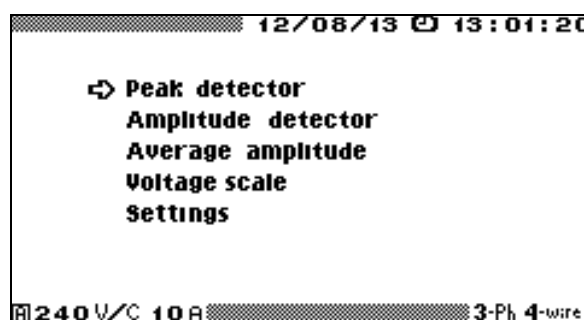 12/08/13 13:01:20
Peak detector
Amplitude detector
Average amplitude
Voltage scale
Settings
A 240 V/C 10 A 3-Ph 4-wire